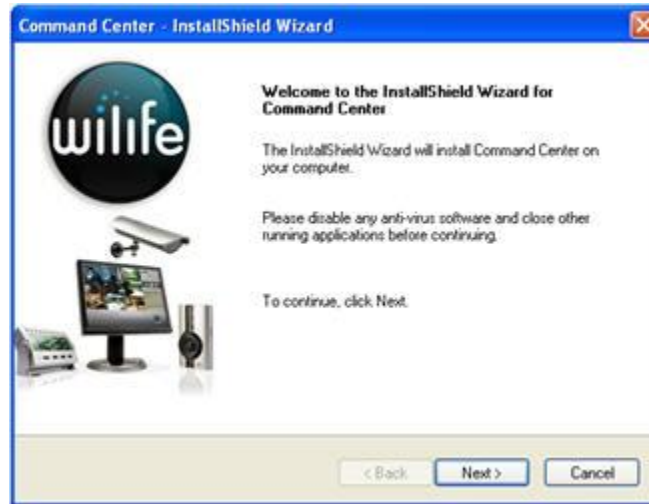 Command Center - InstallShield Wizard
wilife
Welcome to the InstallShield Wizard for
Command Center
The InstallShield Wizard will install Command Center on
your computer.
Please disable any anti-virus software and close other
running applications before continuing.
To continue, click Next.
< Back
Next >
Cancel